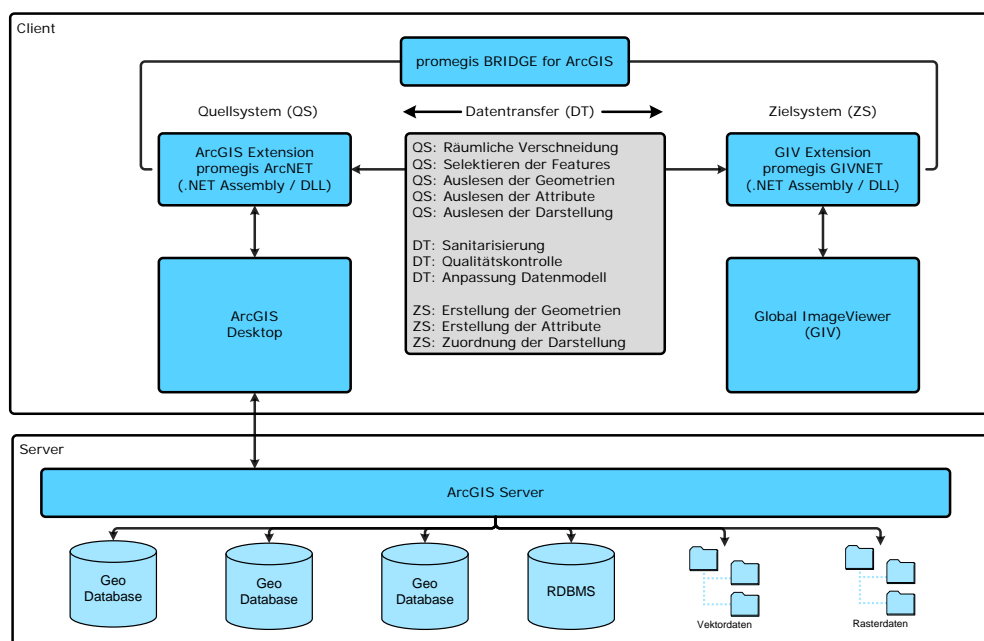 Client
promegis BRIDGE for ArcGIS
Quellsystem (QS)
Datentransfer (DT)
Zielsystem (ZS)
ArcGIS Extension
promegis ArcNET
(.NET Assembly / DLL)
QS: Räumliche Verschneidung
QS: Selektieren der Features
QS: Auslesen der Geometrien
QS: Auslesen der Attribute
QS: Auslesen der Darstellung
DT: Sanitarisierung
DT: Qualitätskontrolle
DT: Anpassung Datenmodell
ZS: Erstellung der Geometrien
ZS: Erstellung der Attribute
ZS: Zuordnung der Darstellung
GIV Extension
promegis GIVNET
(.NET Assembly / DLL)
ArcGIS
Desktop
Global ImageViewer
(GIV)
Server
ArcGIS Server
Geo
Database
Geo
Database
Geo
Database
RDBMS
Vektordaten
Rasterdaten